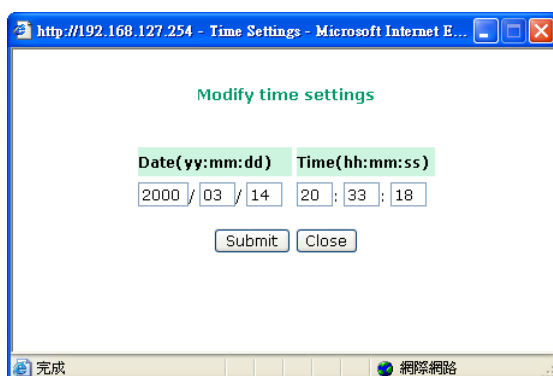 http://192.168.127.254 - Time Settings - Microsoft Internet E...
Modify time settings
Date(yy:mm:dd) Time(hh:mm:ss)
2000 / 03 / 14 20 : 33 : 18
Submit Close
完成 網際網路